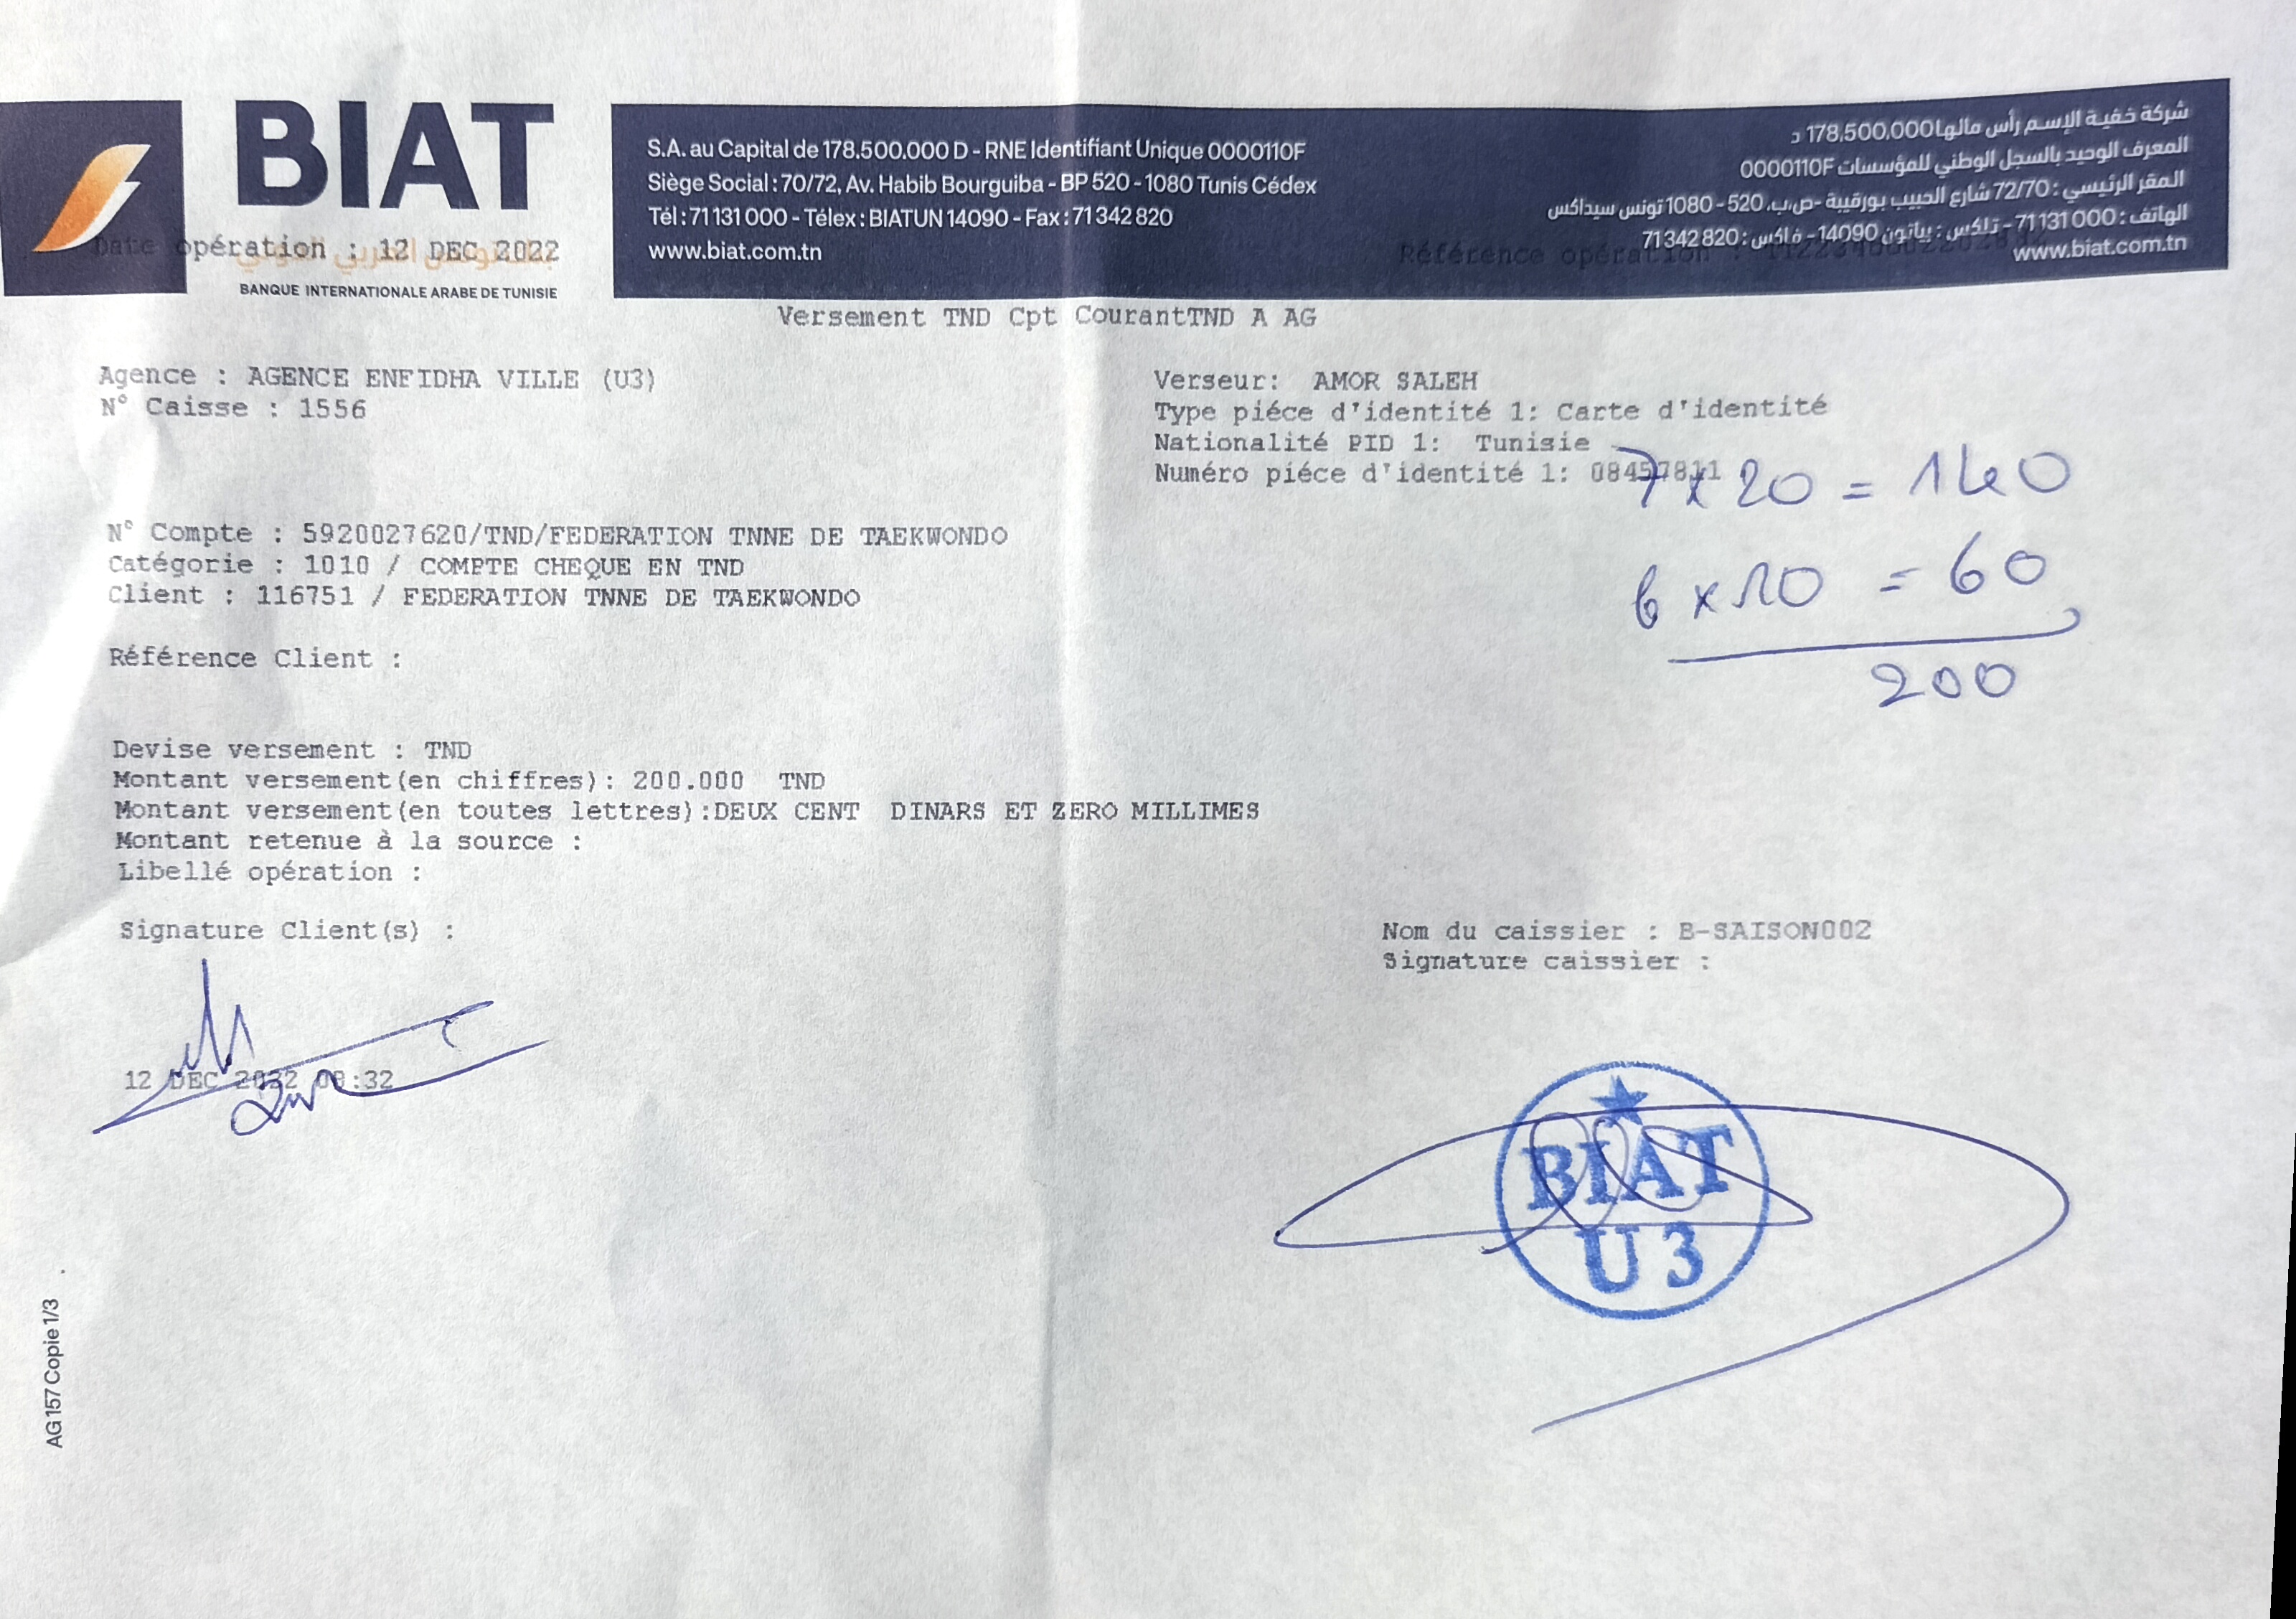 BIAT
بنك تونس العربي الدولي
BANQUE INTERNATIONALE ARABE DE TUNISIE
S.A. au Capital de 178.500.000 D - RNE Identifiant Unique 0000110F
Siège Social : 70/72, Av. Habib Bourguiba - BP 520 - 1080 Tunis Cédex
Tél : 71 131 000 - Télex : BIATUN 14090 - Fax : 71 342 820
www.biat.com.tn
شركة خفية الإسم رأس مالها 178,500,000 د
المعرف الوحيد بالسجل الوطني للمؤسسات 0000110F
المقر الرئيسي : 72/70 شارع الحبيب بورقيبة -ص.ب. 520 - 1080 تونس سيداكس
الهاتف : 71 131 000 - تلكس : بياتون 14090 - فاكس : 71 342 820
www.biat.com.tn
Date opération : 12 DEC 2022
Référence opération :
Versement TND Cpt CourantTND A AG
Agence : AGENCE ENFIDHA VILLE (U3)
N° Caisse : 1556
Verseur: AMOR SALEH
Type piéce d'identité 1: Carte d'identité
Nationalité PID 1: Tunisie
Numéro piéce d'identité 1: 08457811
7 x 20 = 140
6 x 10 = 60
200
N° Compte : 5920027620/TND/FEDERATION TNNE DE TAEKWONDO
Catégorie : 1010 / COMPTE CHEQUE EN TND
Client : 116751 / FEDERATION TNNE DE TAEKWONDO
Référence Client :
Devise versement : TND
Montant versement(en chiffres): 200.000 TND
Montant versement(en toutes lettres):DEUX CENT DINARS ET ZERO MILLIMES
Montant retenue à la source :
Libellé opération :
Signature Client(s) :
Nom du caissier : B-SAISON002
Signature caissier :
12 DEC 2022 08:32
BIAT
U3
AG 157 Copie 1/3